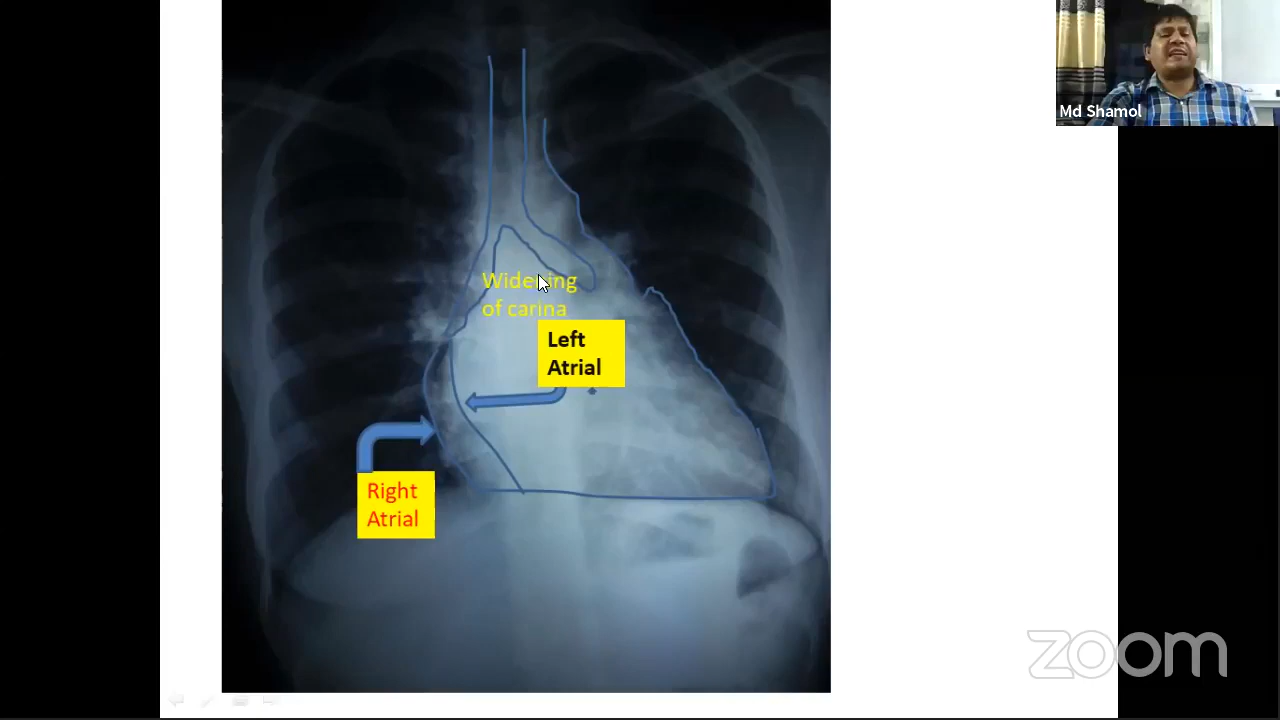 Md Shamol
Widening
of carina
Left
Atrial
Right
Atrial
zoom